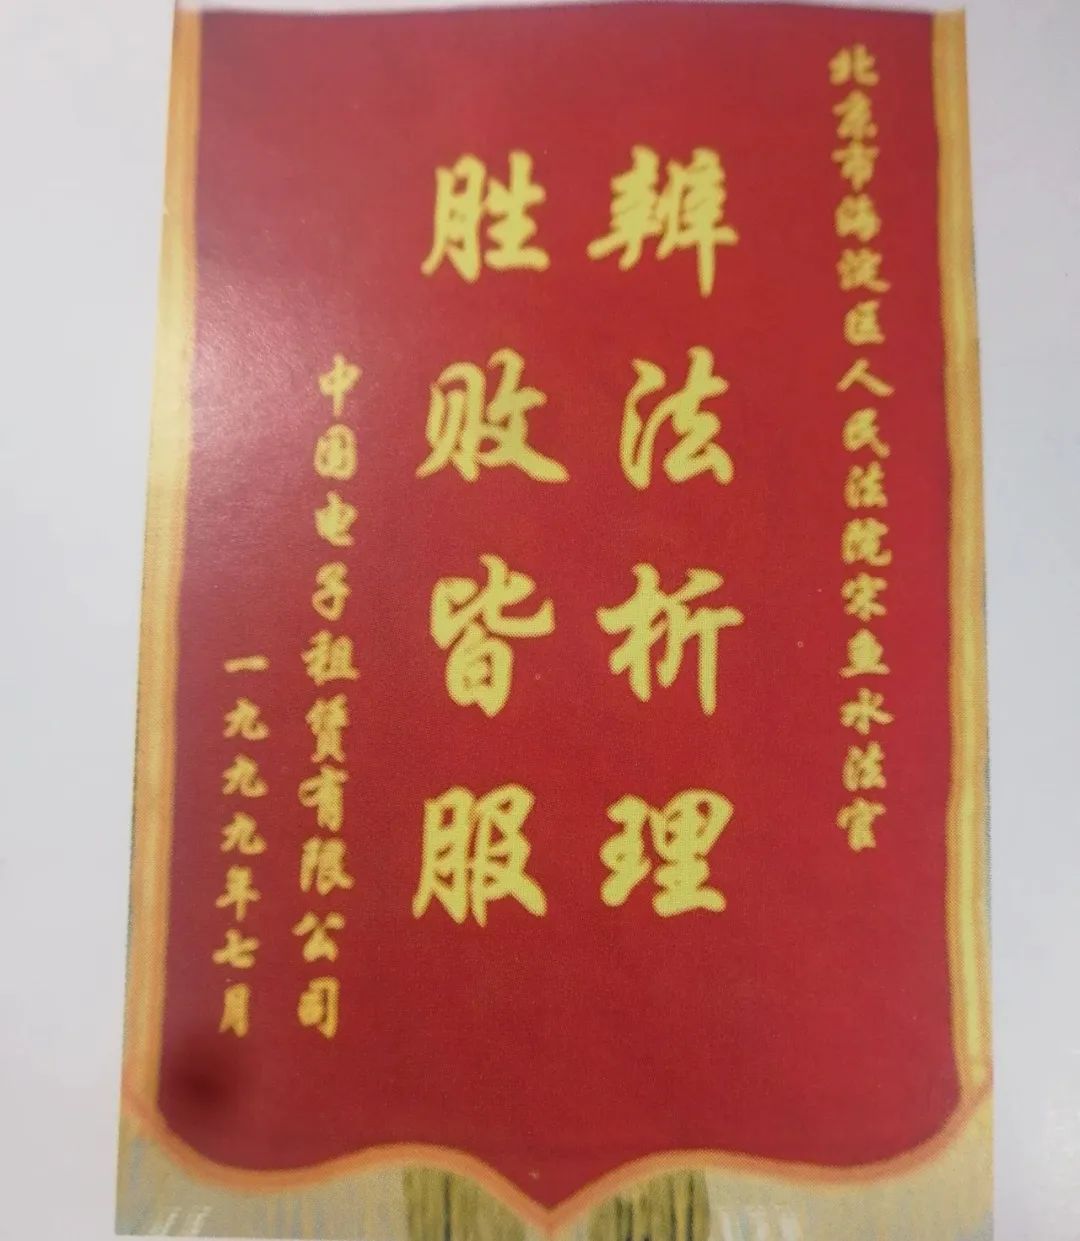 北京市海淀区人民法院宋鱼水法官
辨法析理
胜败皆服
中国电子租赁有限公司
一九九九年七月